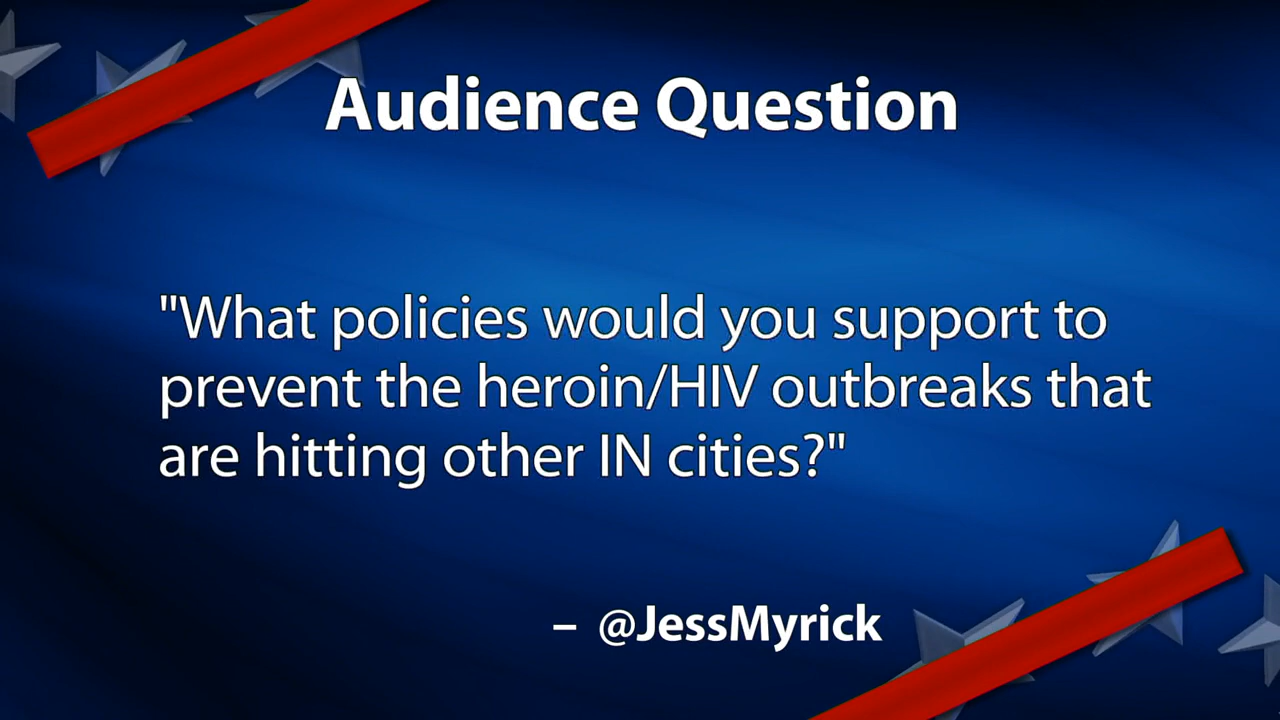 Audience Question
"What policies would you support to
prevent the heroin/HIV outbreaks that
are hitting other IN cities?"
– @JessMyrick